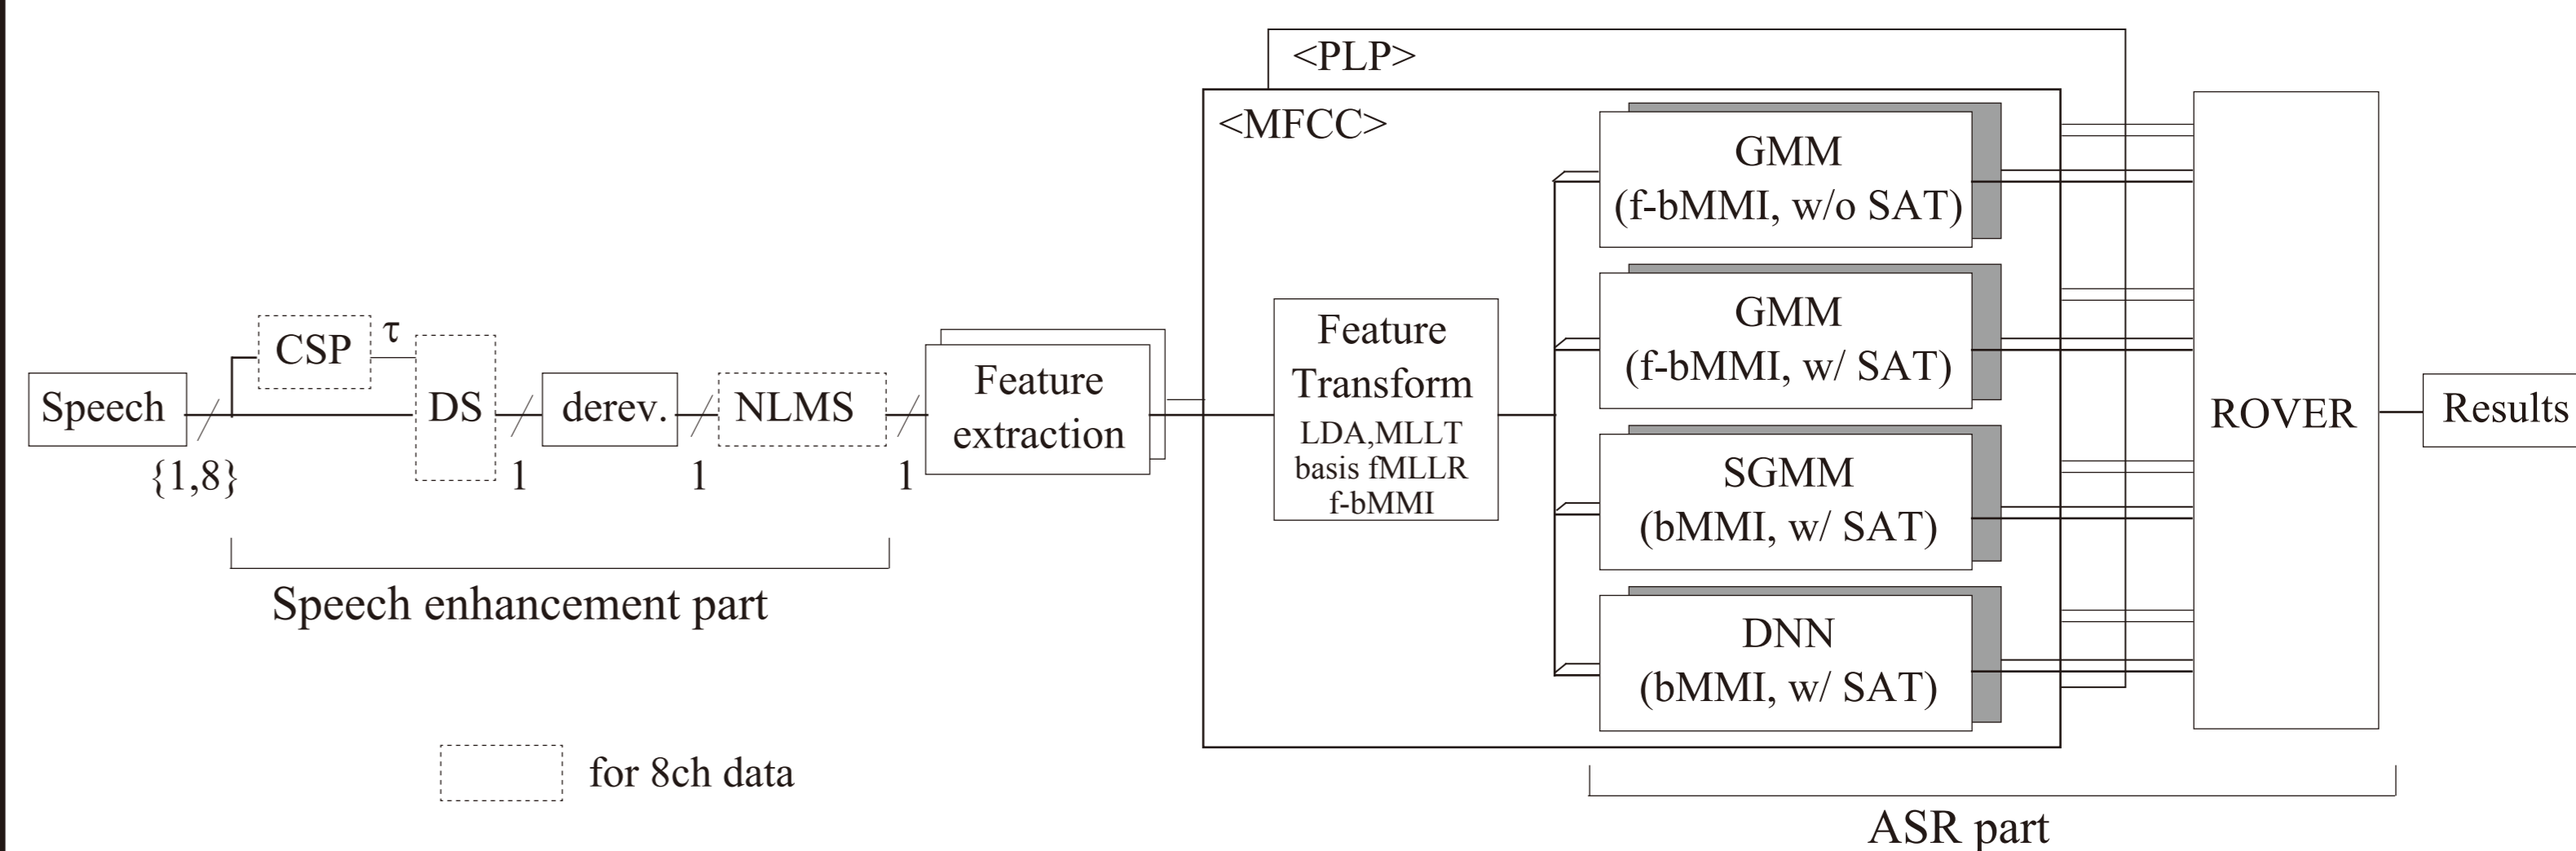 <PLP>
<MFCC>
Speech
{1,8}
CSP
τ
DS
1
derev.
1
NLMS
1
Feature
extraction
Feature
Transform
LDA,MLLT
basis fMLLR
f-bMMI
GMM
(f-bMMI, w/o SAT)
GMM
(f-bMMI, w/ SAT)
SGMM
(bMMI, w/ SAT)
DNN
(bMMI, w/ SAT)
ROVER
Results
Speech enhancement part
for 8ch data
ASR part